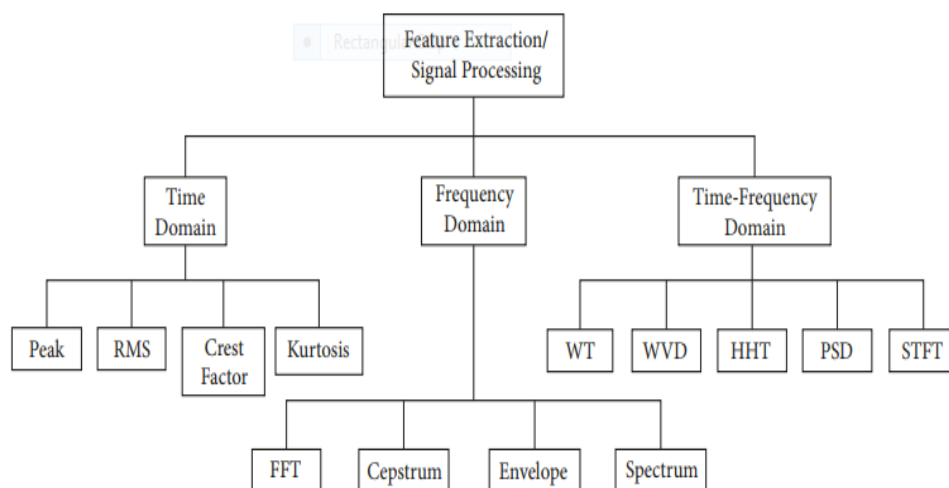 Rectangular
Feature Extraction/
Signal Processing
Time
Domain
Frequency
Domain
Time-Frequency
Domain
Peak
RMS
Crest
Factor
Kurtosis
WT
WVD
HHT
PSD
STFT
FFT
Cepstrum
Envelope
Spectrum